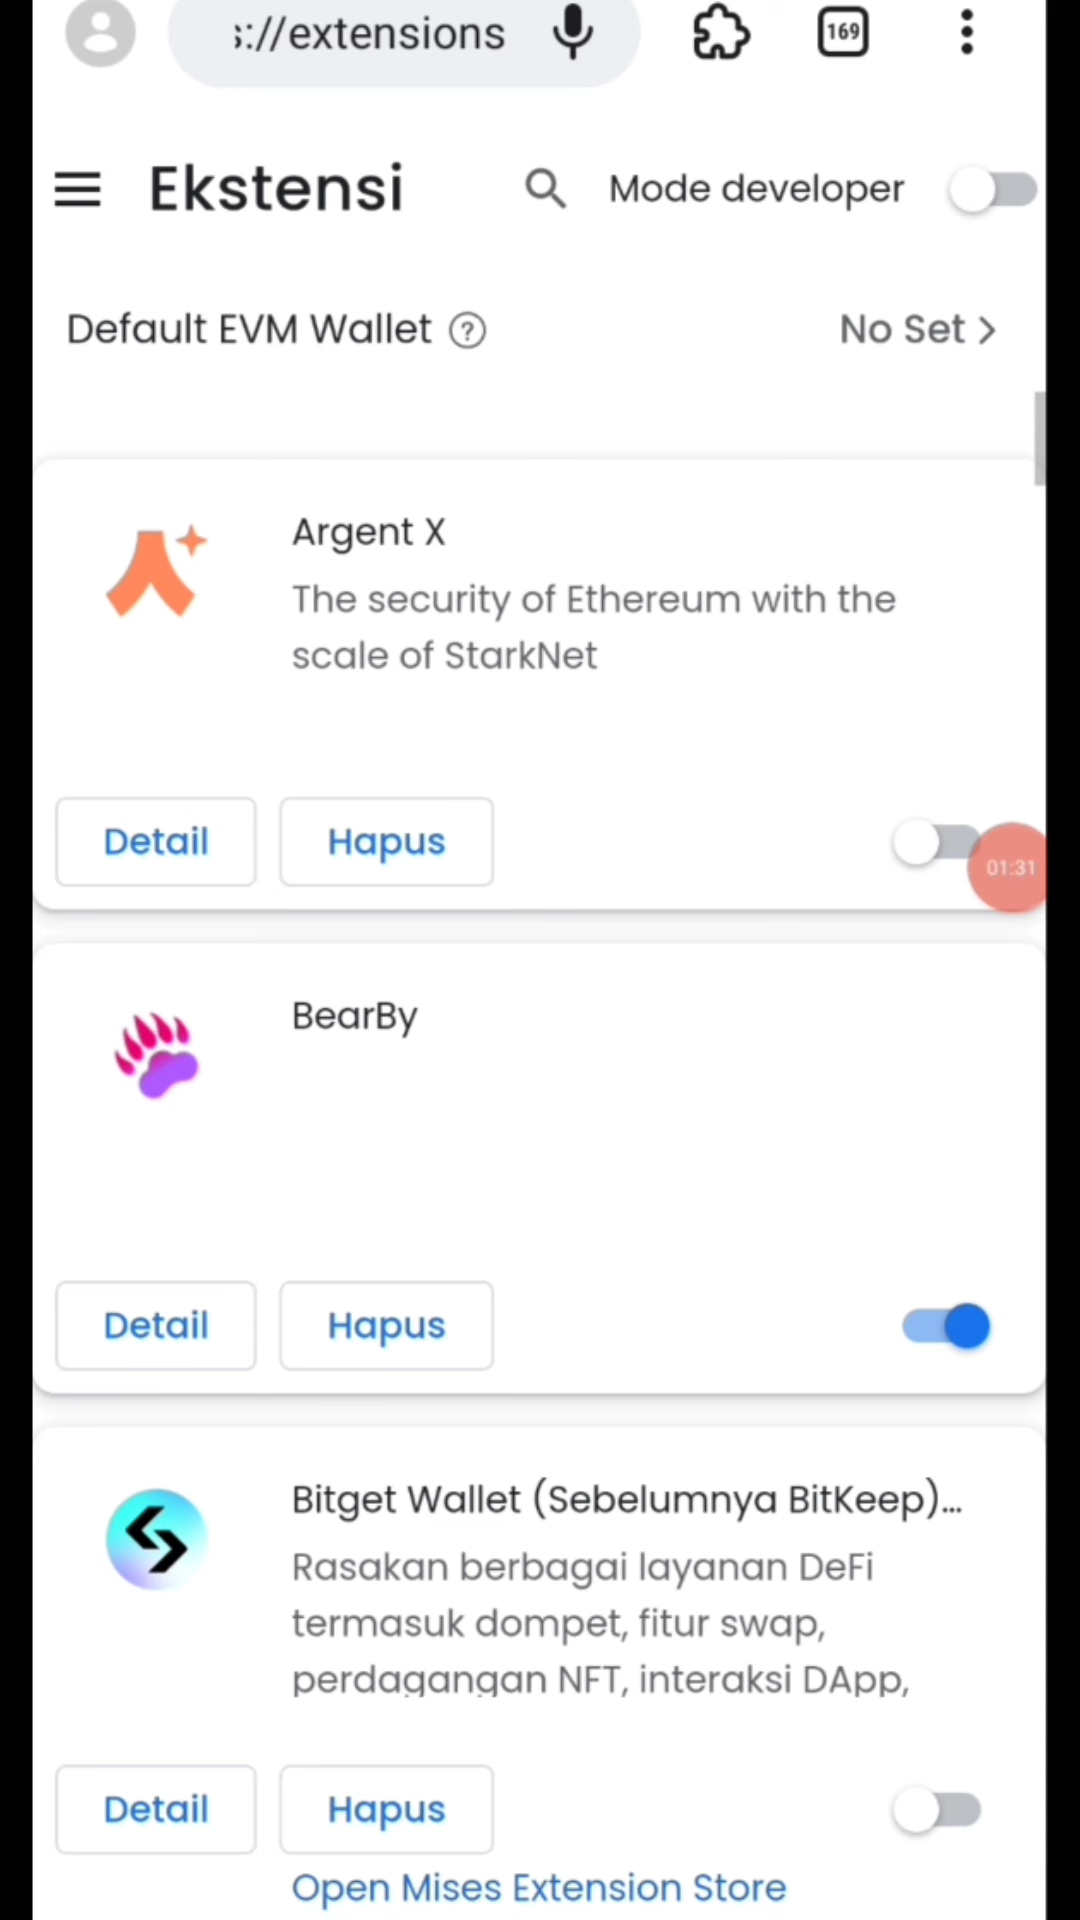 s://extensions
169
Ekstensi
Mode developer
Default EVM Wallet ?
No Set
Argent X
The security of Ethereum with the
scale of StarkNet
Detail
Hapus
01:31
BearBy
Detail
Hapus
Bitget Wallet (Sebelumnya BitKeep)...
Rasakan berbagai layanan DeFi
termasuk dompet, fitur swap,
perdagangan NFT, interaksi DApp,
Detail
Hapus
Open Mises Extension Store